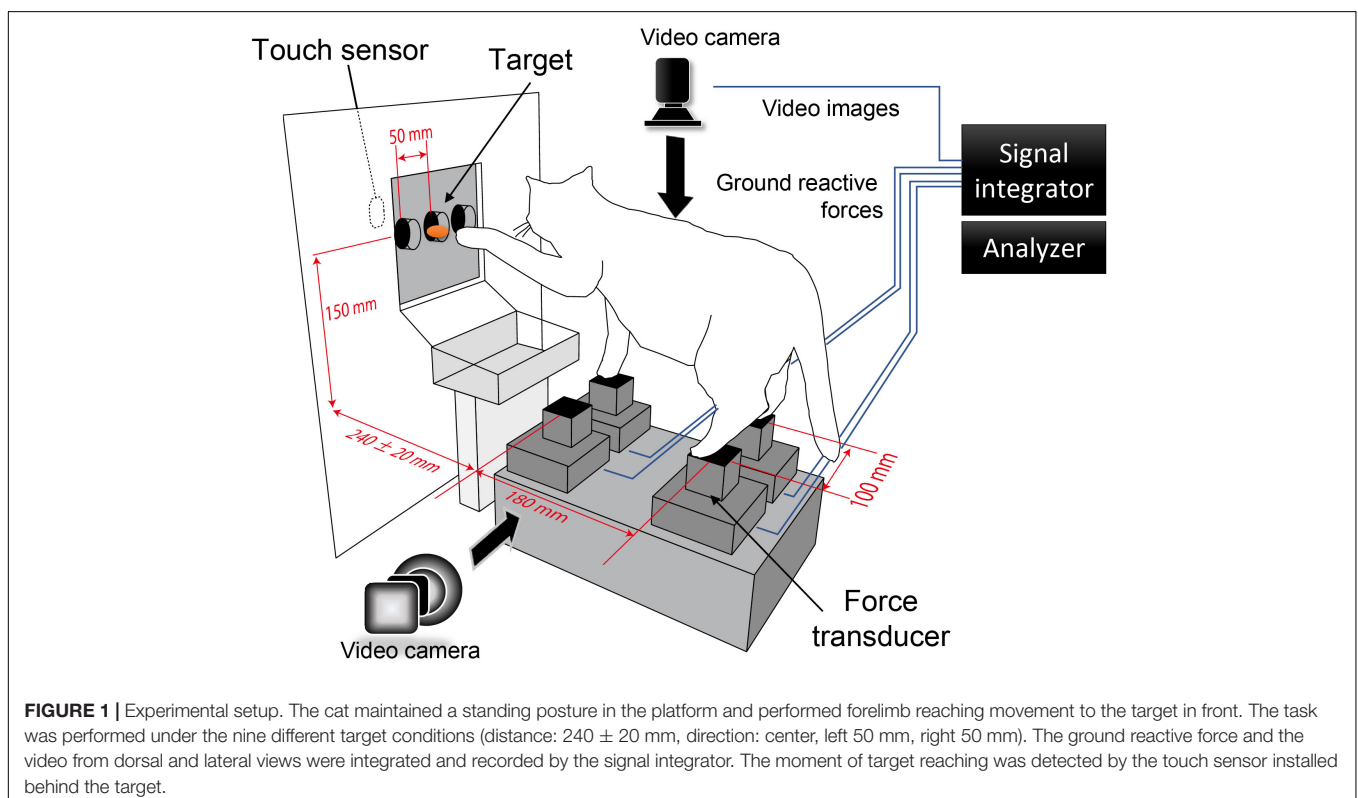 Video camera
Touch sensor
Target
Video images
50 mm
Signal
integrator
Ground reactive
forces
Analyzer
150 mm
240 ± 20 mm
180 mm
100 mm
Force
transducer
Video camera
FIGURE 1 | Experimental setup. The cat maintained a standing posture in the platform and performed forelimb reaching movement to the target in front. The task
was performed under the nine different target conditions (distance: 240 ± 20 mm, direction: center, left 50 mm, right 50 mm). The ground reactive force and the
video from dorsal and lateral views were integrated and recorded by the signal integrator. The moment of target reaching was detected by the touch sensor installed
behind the target.